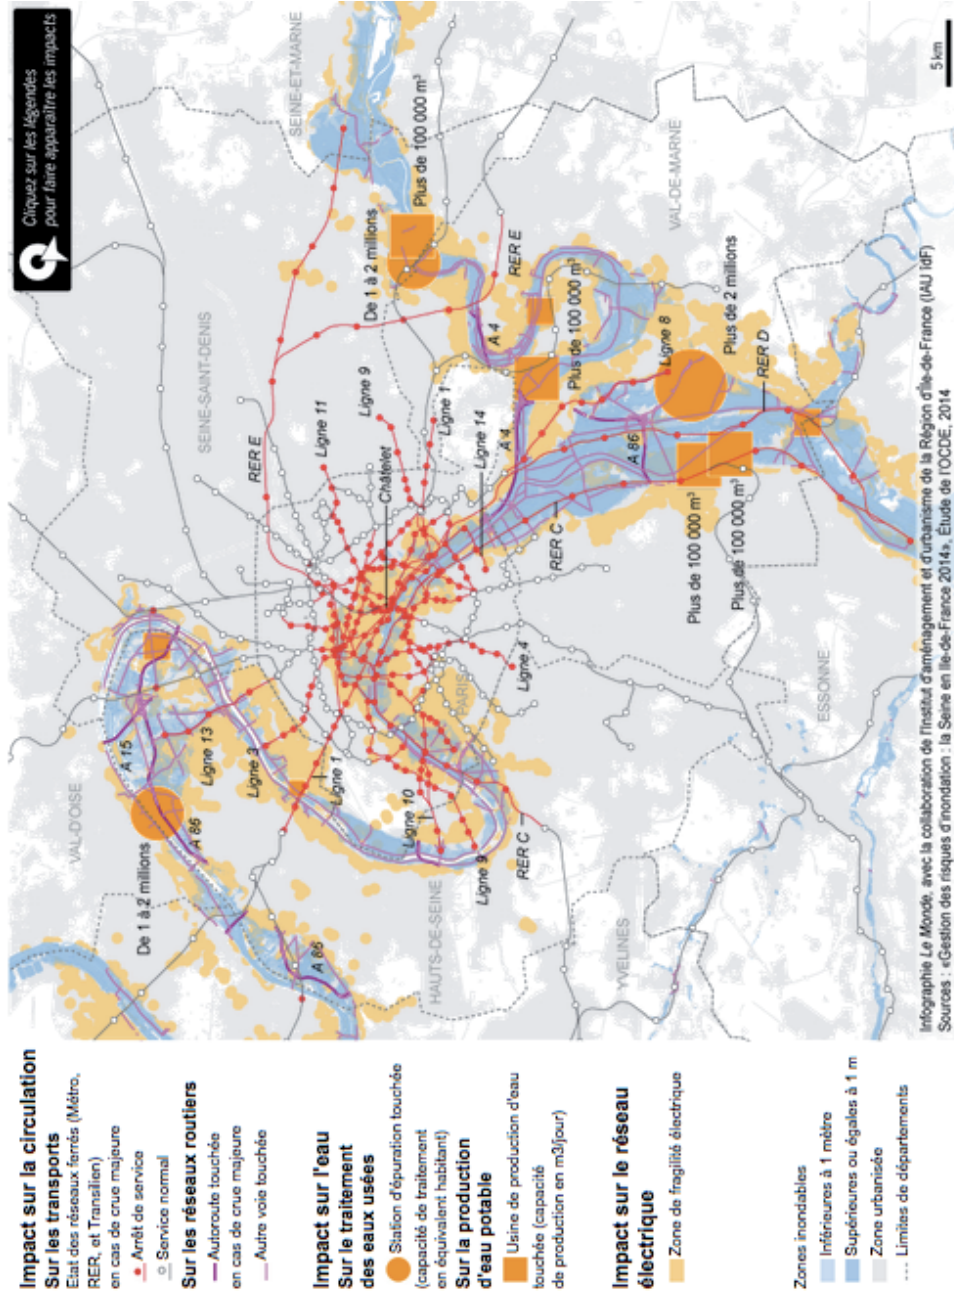 Impact sur la circulation
Sur les transports
Etat des réseaux ferrés (Métro,
RER, et Transilien)
en cas de crue majeure
Arrêt de service
Service normal
Sur les réseaux routiers
Autoroute touchée
en cas de crue majeure
Autre voie touchée
Impact sur l'eau
Sur le traitement
des eaux usées
Station d'épuration touchée
(capacité de traitement
en équivalent habitant)
Sur la production
d'eau potable
Usine de production d'eau
touchée (capacité
de production en m3/jour)
Impact sur le réseau
électrique
Zone de fragilité électrique
Zones inondables
Inférieures à 1 mètre
Supérieures ou égales à 1 m
Zone urbanisée
Limites de départements
Cliquez sur les légendes
pour faire apparaître les impacts
VAL-D'OISE
SEINE-SAINT-DENIS
SEINE-ET-MARNE
A 15
A 86
De 1 à 2 millions
Ligne 13
Ligne 3
Ligne 1
A 86
Ligne 10
Ligne 9
RER C
HAUTS-DE-SEINE
PARIS
RER E
Ligne 11
Ligne 9
Châtelet
Ligne 1
Ligne 14
Ligne 4
De 1 à 2 millions
Plus de 100 000 m³
RER E
A 4
A 4
Plus de 100 000 m³
VAL-DE-MARNE
Ligne 8
Plus de 2 millions
A 86
RER C
RER D
Plus de 100 000 m³
Plus de 100 000 m³
YVELINES
ESSONNE
5 km
Infographie Le Monde, avec la collaboration de l'Institut d'aménagement et d'urbanisme de la Région d'Île-de-France (IAU îdF)
Sources : «Gestion des risques d'inondation : la Seine en Ile-de-France 2014», Étude de l'OCDE, 2014